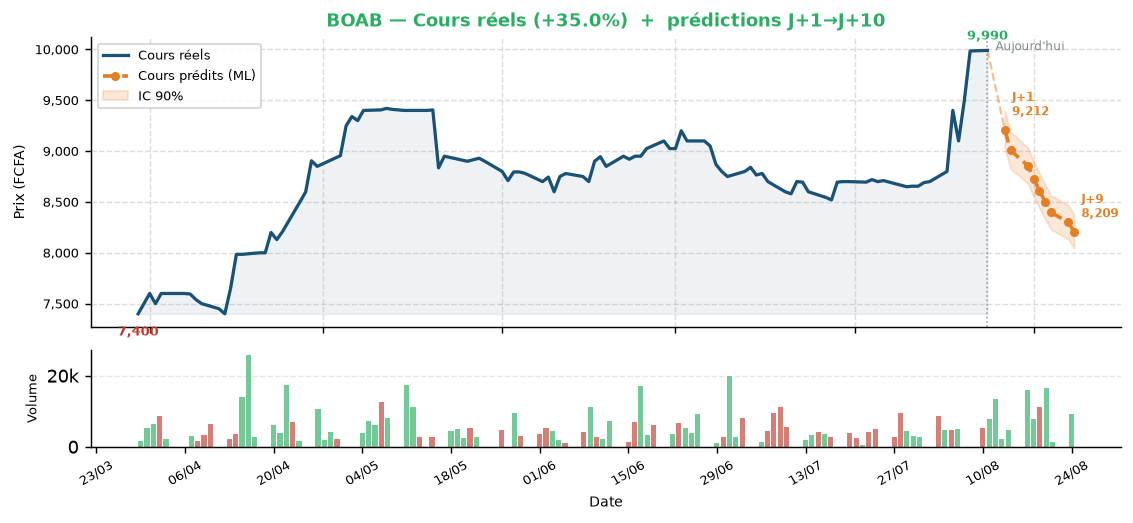 BOAB — Cours réels (+35.0%)  +  prédictions J+1→J+10
9,990
Aujourd'hui
Cours réels
Cours prédits (ML)
IC 90%
J+1
9,212
J+9
8,209
7,400
Prix (FCFA)
10,000
9,500
9,000
8,500
8,000
7,500
Volume
20k
0
23/03
06/04
20/04
04/05
18/05
01/06
15/06
29/06
13/07
27/07
10/08
24/08
Date